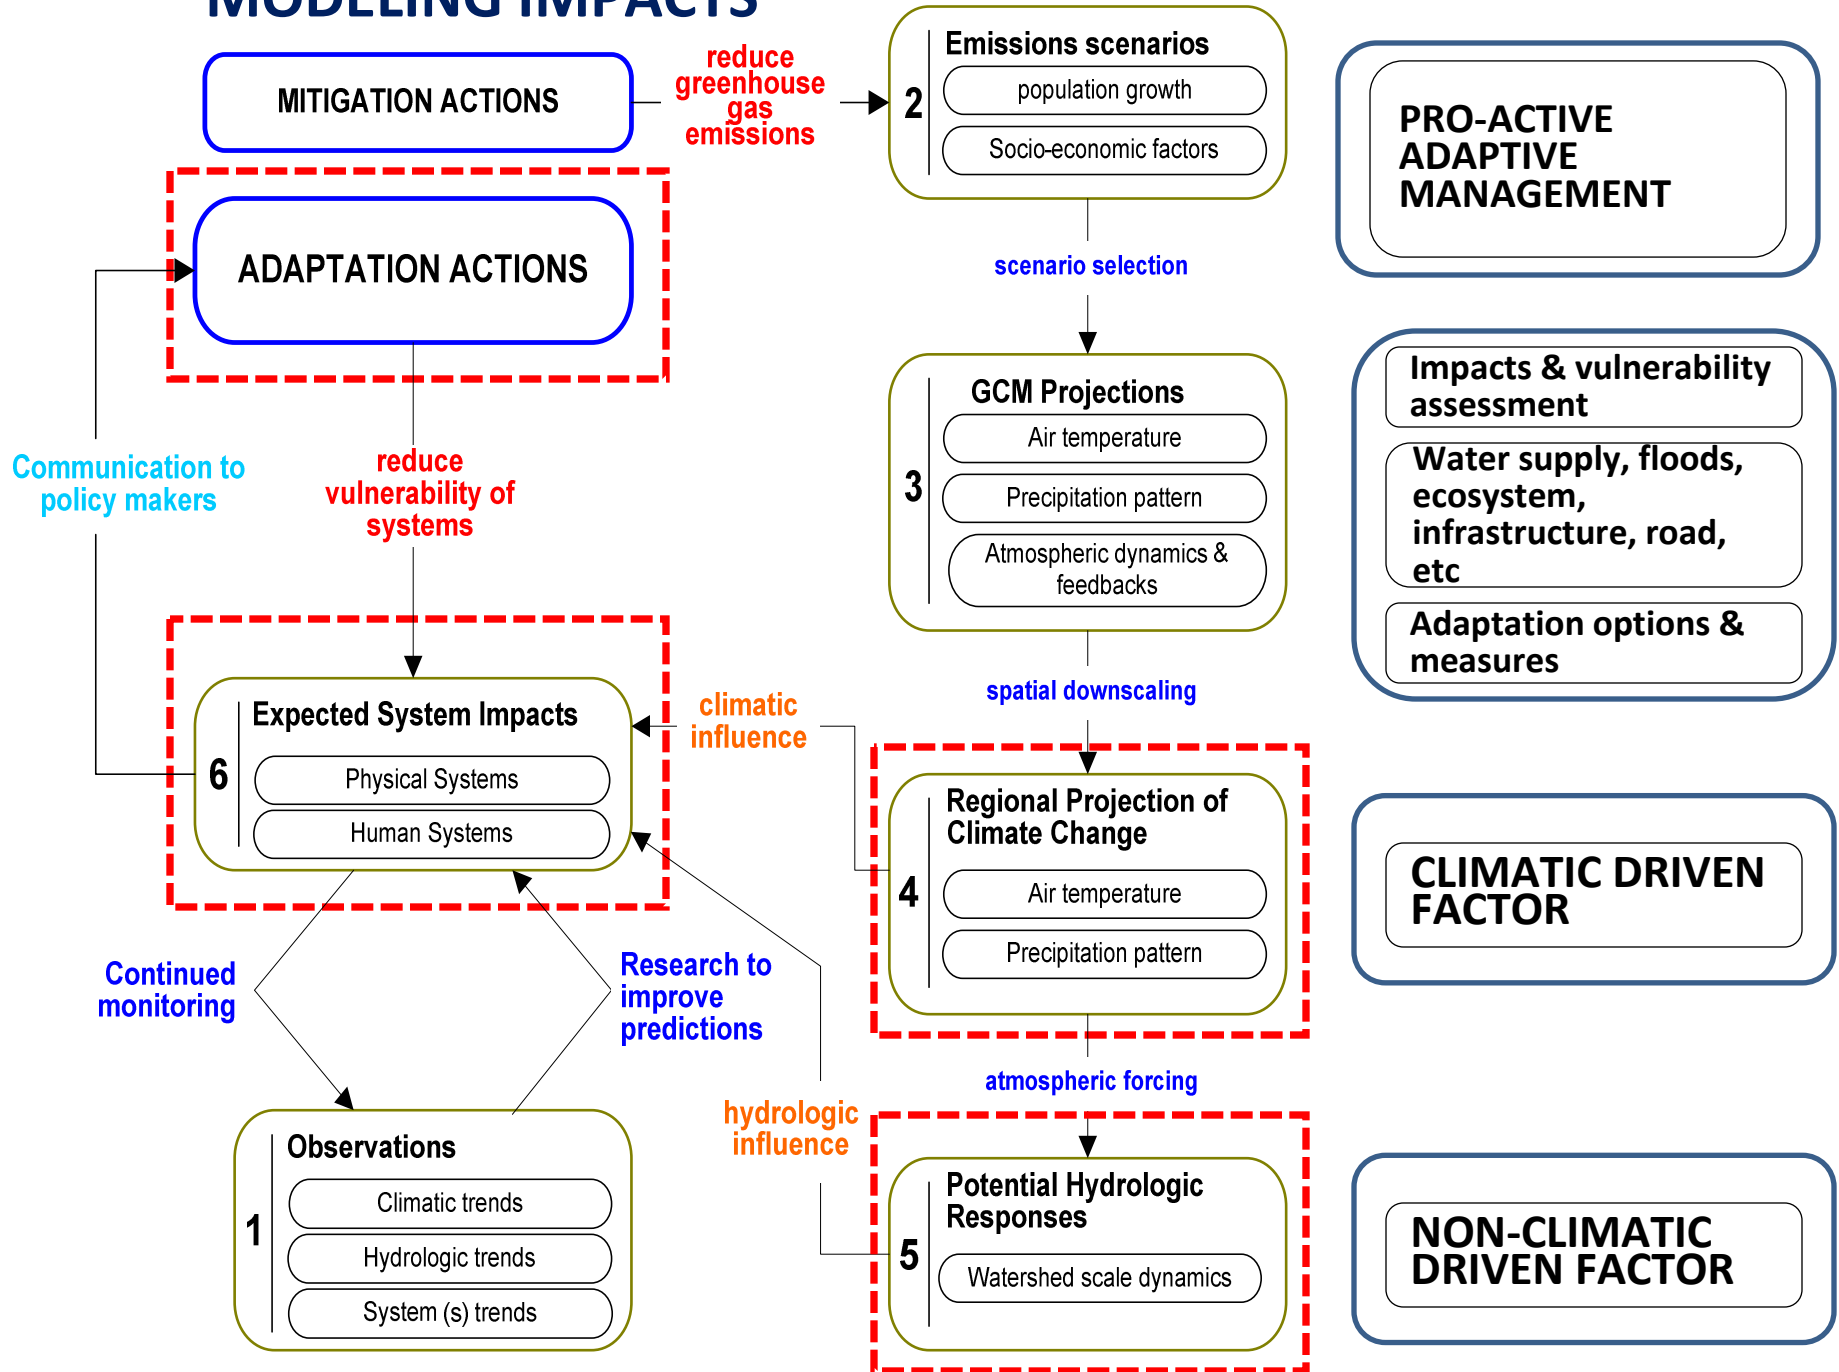 MODELING IMPACTS
MITIGATION ACTIONS
reduce
greenhouse
gas
emissions
2
Emissions scenarios
population growth
Socio-economic factors
PRO-ACTIVE
ADAPTIVE
MANAGEMENT
ADAPTATION ACTIONS
scenario selection
Communication to
policy makers
reduce
vulnerability of
systems
3
GCM Projections
Air temperature
Precipitation pattern
Atmospheric dynamics &
feedbacks
Impacts & vulnerability
assessment
Water supply, floods,
ecosystem,
infrastructure, road,
etc
Adaptation options &
measures
spatial downscaling
6
Expected System Impacts
Physical Systems
Human Systems
climatic
influence
4
Regional Projection of
Climate Change
Air temperature
Precipitation pattern
CLIMATIC DRIVEN
FACTOR
Continued
monitoring
Research to
improve
predictions
atmospheric forcing
hydrologic
influence
1
Observations
Climatic trends
Hydrologic trends
System (s) trends
5
Potential Hydrologic
Responses
Watershed scale dynamics
NON-CLIMATIC
DRIVEN FACTOR